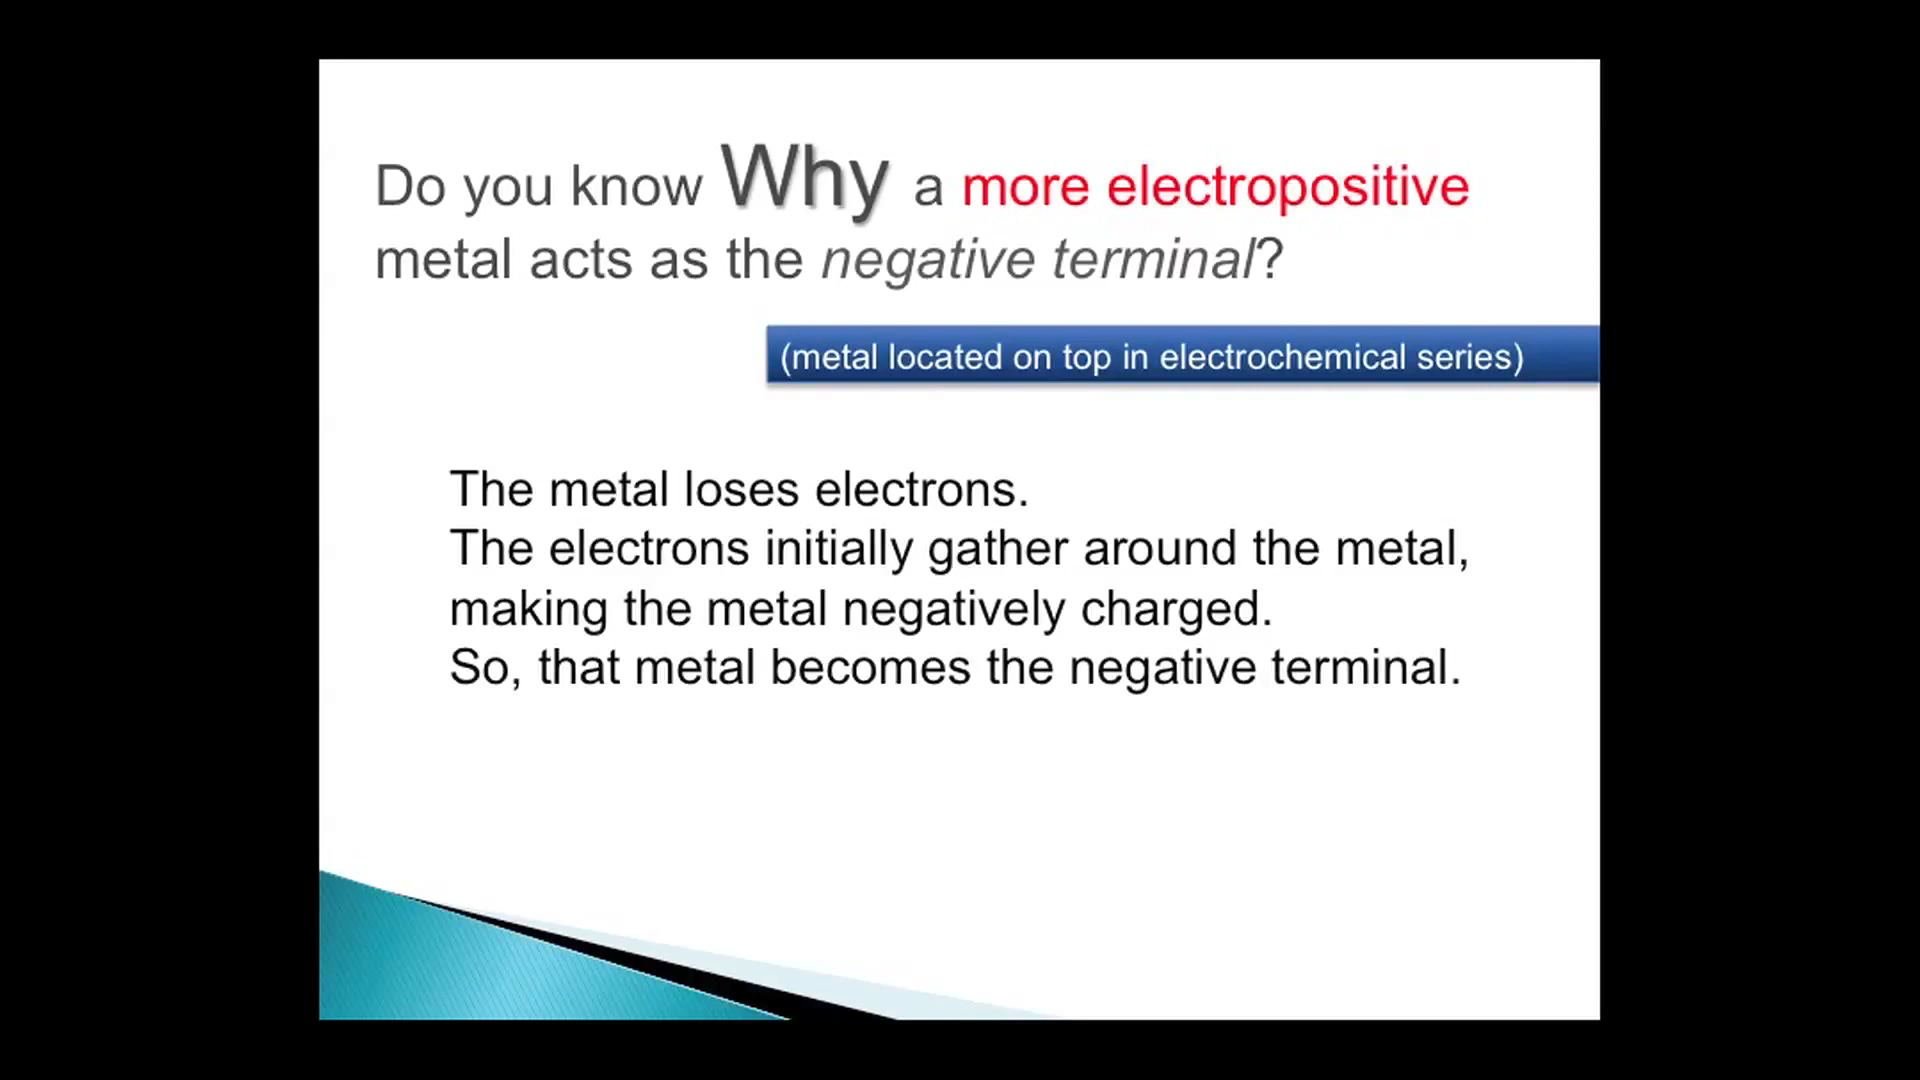 Do you know Why a more electropositive
metal acts as the negative terminal?
(metal located on top in electrochemical series)
The metal loses electrons.
The electrons initially gather around the metal,
making the metal negatively charged.
So, that metal becomes the negative terminal.